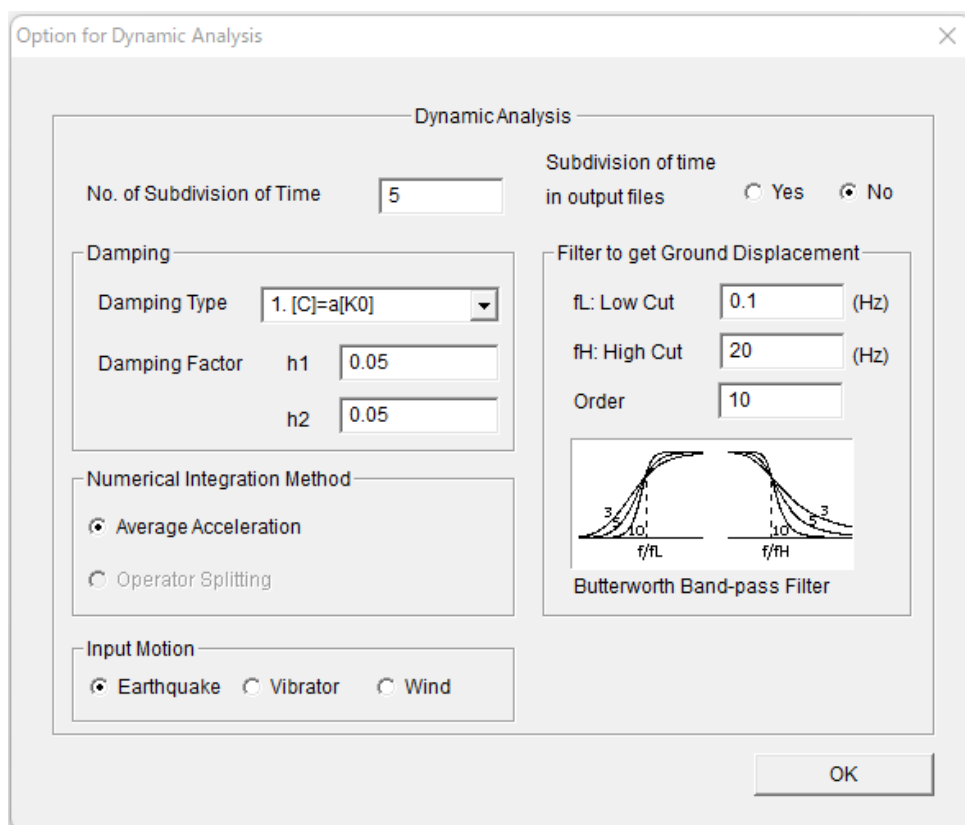 Option for Dynamic Analysis
Dynamic Analysis
No. of Subdivision of Time 5
Subdivision of time
in output files Yes No
Damping
Damping Type 1. [C]=a[K0]
Damping Factor h1 0.05
h2 0.05
Filter to get Ground Displacement
fL: Low Cut 0.1 (Hz)
fH: High Cut 20 (Hz)
Order 10
3 5 10 10 5 3
f/fL f/fH
Butterworth Band-pass Filter
Numerical Integration Method
Average Acceleration
Operator Splitting
Input Motion
Earthquake Vibrator Wind
OK